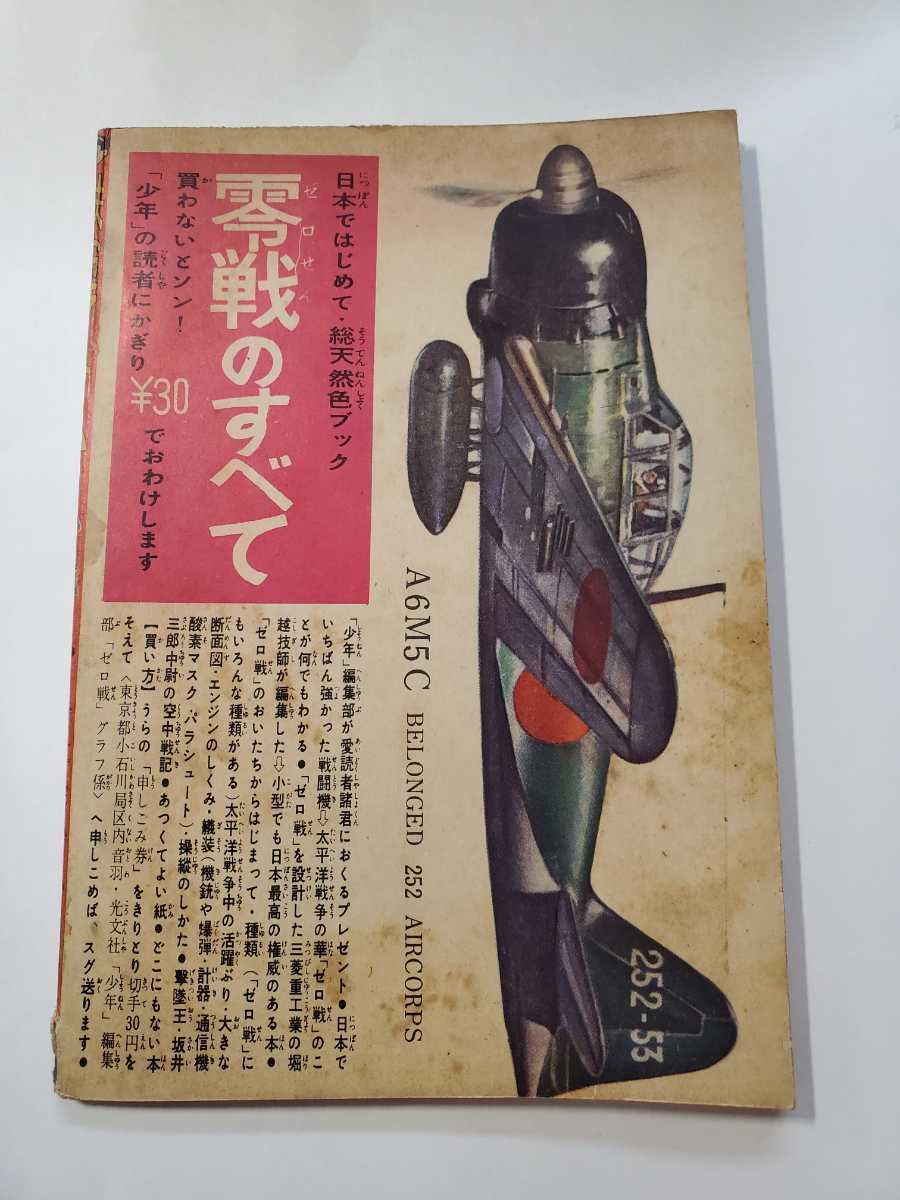 日本ではじめて・総天然色ブック
零戦のすべて
買わないとソン！
「少年」の読者にかぎり
¥30でおわけします
A6M5C BELONGED 252 AIRCORPS
252-53
「少年」編集部が愛読者諸君におくるプレゼント●日本で
いちばん強かった戦闘機⇨太平洋戦争の華「ゼロ戦」のこ
とが何でもわかる●「ゼロ戦」を設計した三菱重工業の堀
越技師が編集した⇨小型でも日本最高の権威のある本●
「ゼロ戦」のおいたちからはじまって・種類（「ゼロ戦」に
もいろんな種類がある）太平洋戦争中の活躍ぶり・大きな
断面図・エンジンのしくみ・艤装（機銃や爆弾・計器・通信機
酸素マスク・パラシュート）・操縦のしかた●撃墜王・坂井
三郎中尉の空中戦記●あつくてよい紙●どこにもない本
【買い方】うらの「申しごみ券」をきりとり切手30円を
そえて〈東京都小石川局区内音羽・光文社「少年」編集
部「ゼロ戦」グラフ係〉へ申しこめば、スグ送ります●